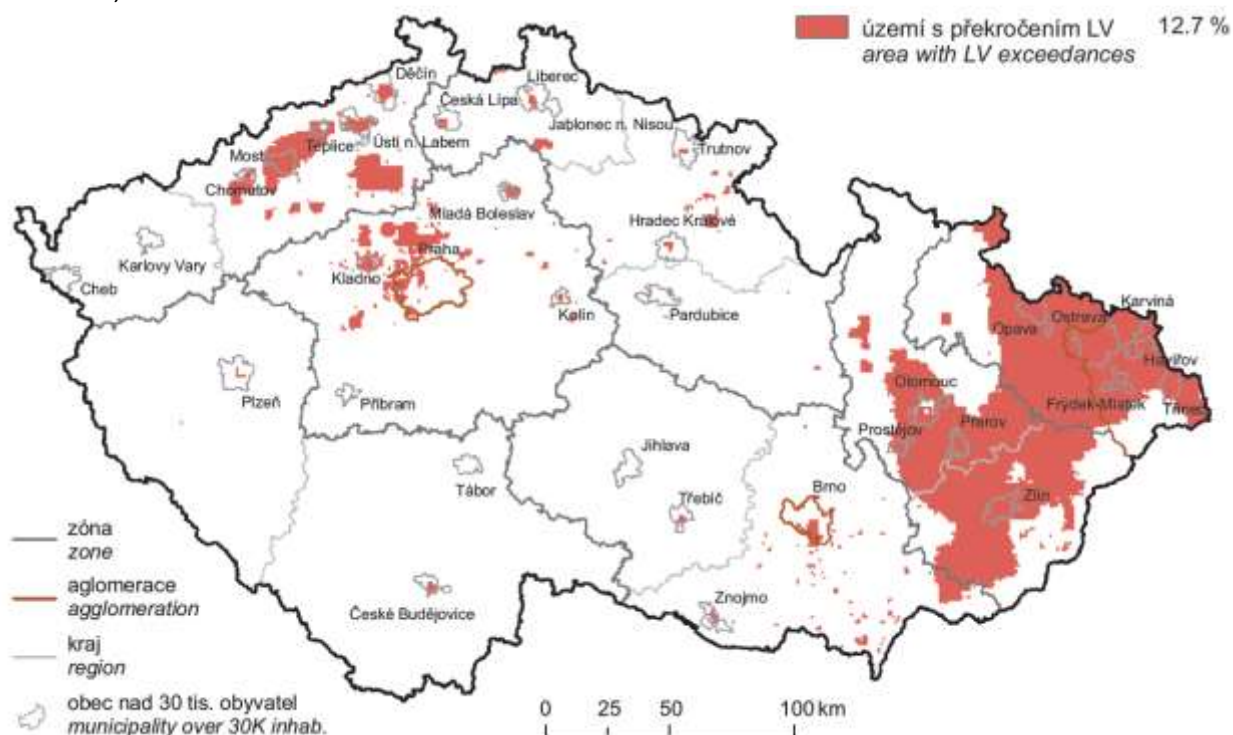 území s překročením LV 12.7 %
area with LV exceedances
Děčín
Liberec
Česká Lípa
Jablonec n. Nisou
Teplice
Ústí n. Labem
Trutnov
Most
Chomutov
Mladá Boleslav
Hradec Králové
Karlovy Vary
Praha
Cheb
Kladno
Kolín
Pardubice
Karviná
Opava
Ostrava
Havířov
Plzeň
Příbram
Olomouc
Frýdek-Místek
Třinec
Prostějov
Přerov
Jihlava
Tábor
Brno
Zlín
Třebíč
zóna
zone
aglomerace
agglomeration
České Budějovice
Znojmo
kraj
region
obec nad 30 tis. obyvatel
municipality over 30K inhab.
0 25 50 100 km